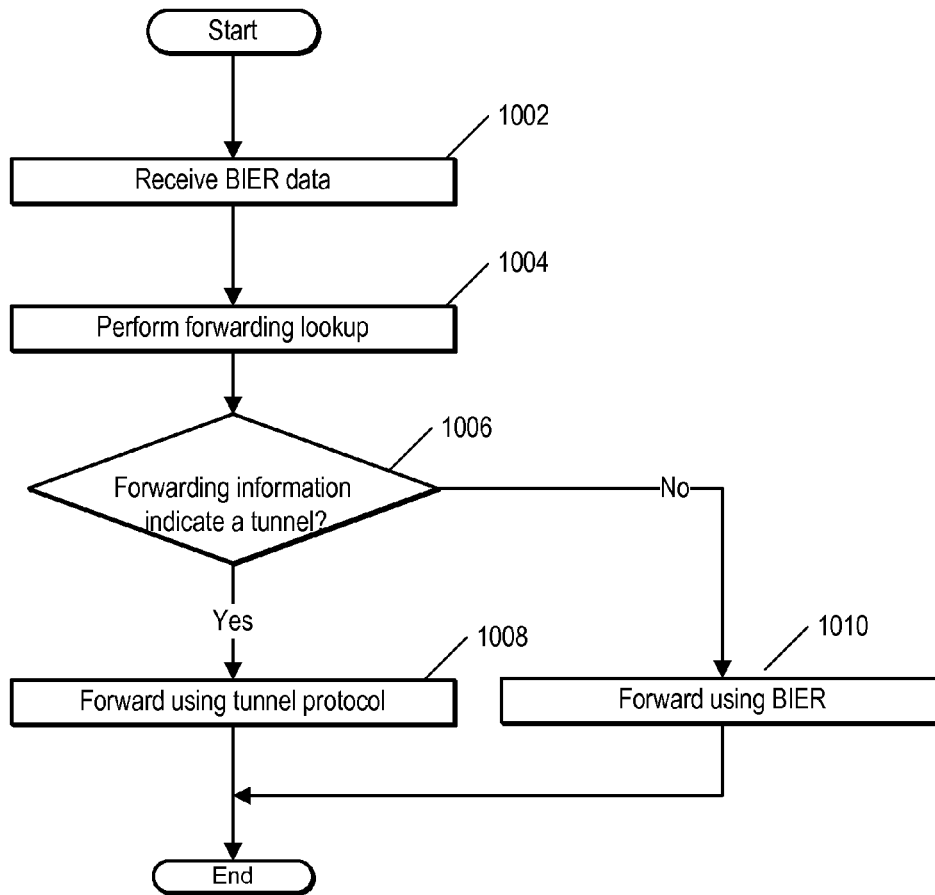 Start
1002
Receive BIER data
1004
Perform forwarding lookup
1006
Forwarding information
indicate a tunnel?
No
Yes
1008
Forward using tunnel protocol
1010
Forward using BIER
End